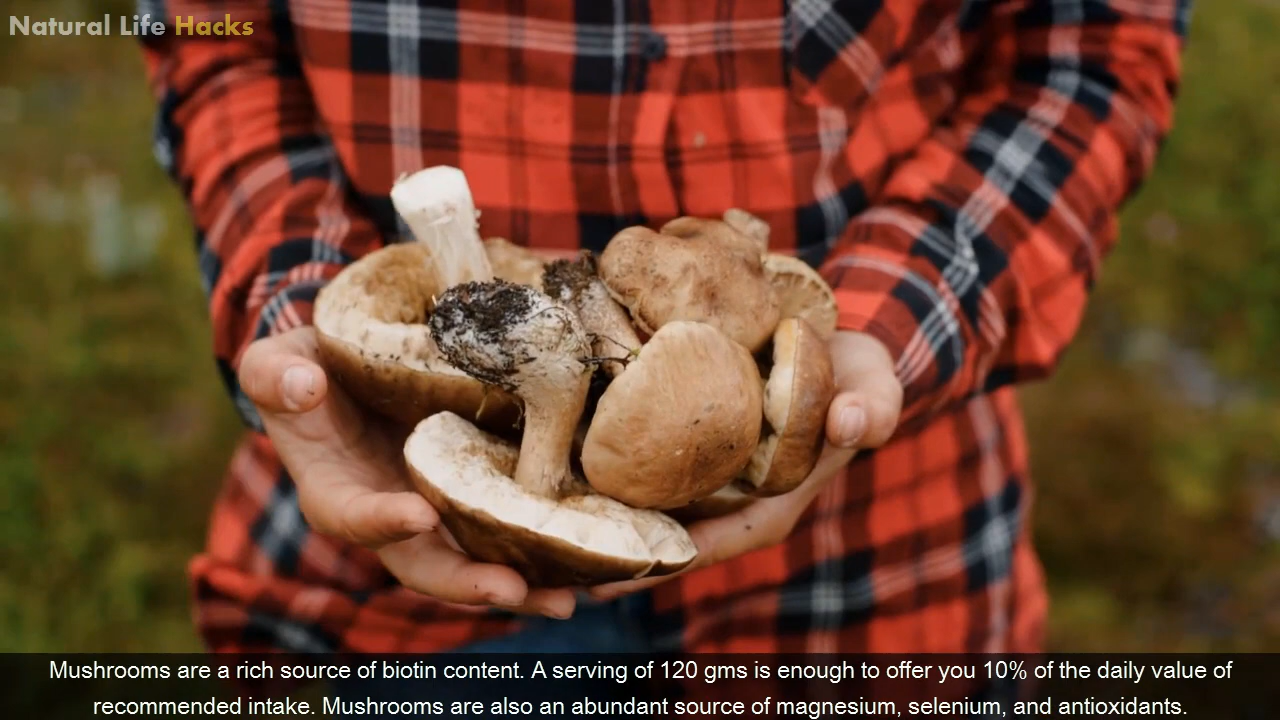 Natural Life Hacks
Mushrooms are a rich source of biotin content. A serving of 120 gms is enough to offer you 10% of the daily value of
recommended intake. Mushrooms are also an abundant source of magnesium, selenium, and antioxidants.